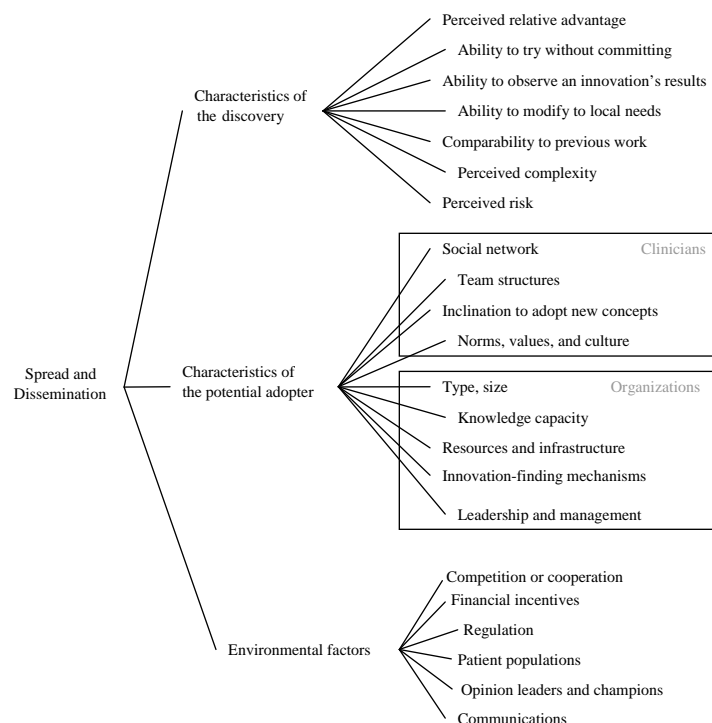 Perceived relative advantage
Ability to try without committing
Ability to observe an innovation's results
Characteristics of
the discovery
Ability to modify to local needs
Comparability to previous work
Perceived complexity
Perceived risk
Social network
Clinicians
Team structures
Inclination to adopt new concepts
Norms, values, and culture
Spread and
Dissemination
Characteristics of
the potential adopter
Type, size
Organizations
Knowledge capacity
Resources and infrastructure
Innovation-finding mechanisms
Leadership and management
Competition or cooperation
Financial incentives
Regulation
Environmental factors
Patient populations
Opinion leaders and champions
Communications